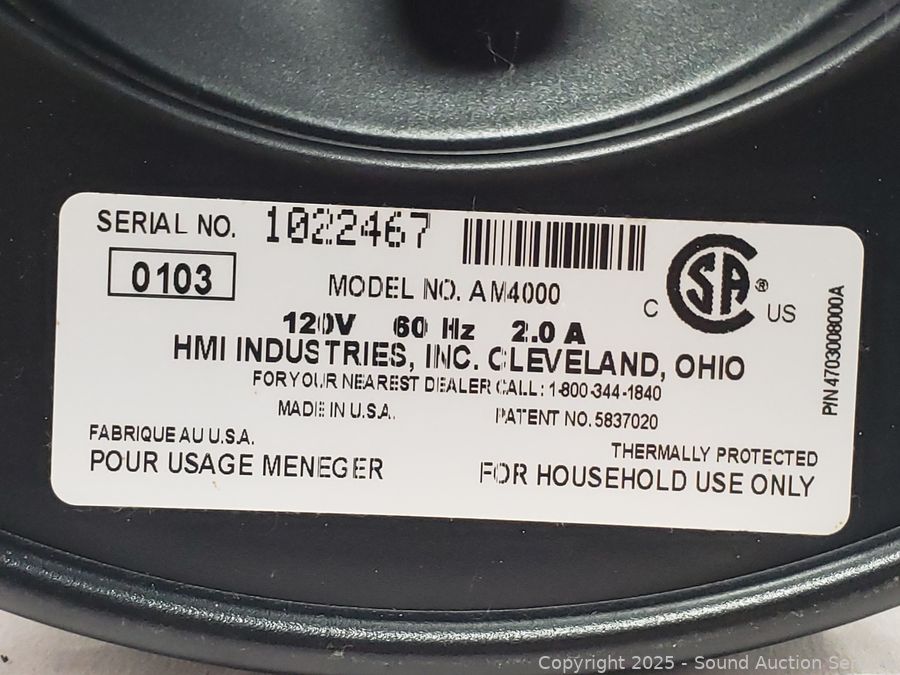 SERIAL NO. 1022467
0103
MODEL NO. AM4000
C SA ® US
120V 60 Hz 2.0 A
HMI INDUSTRIES, INC. CLEVELAND, OHIO
FOR YOUR NEAREST DEALER CALL: 1-800-344-1840
MADE IN U.S.A. PATENT NO. 5837020
FABRIQUE AU U.S.A. THERMALLY PROTECTED
POUR USAGE MENEGER FOR HOUSEHOLD USE ONLY
P/N 4703008000A
Copyright 2025 - Sound Auction Ser